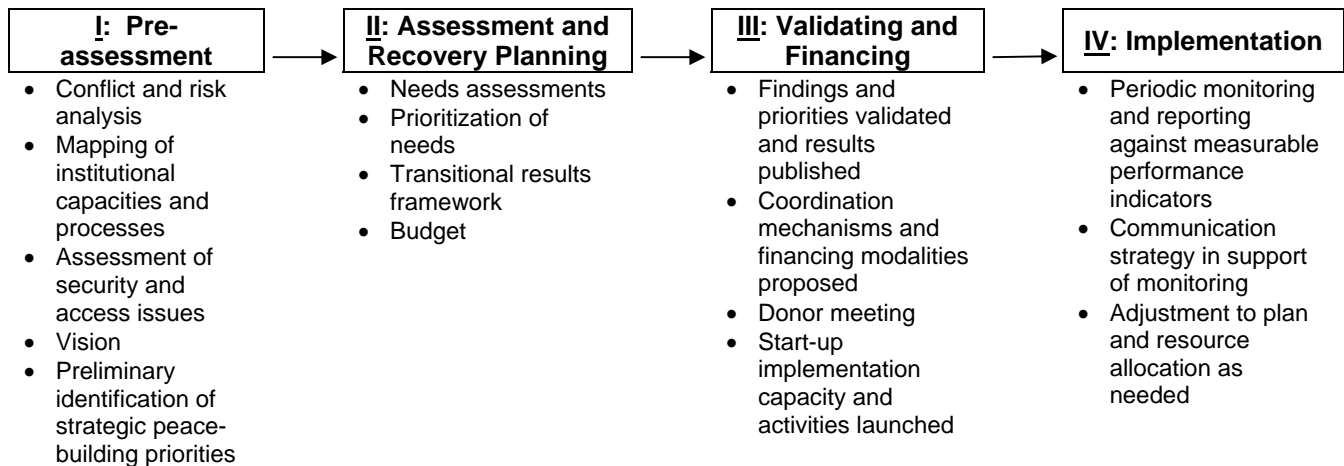 I: Pre-
assessment
• Conflict and risk
analysis
• Mapping of
institutional
capacities and
processes
• Assessment of
security and
access issues
• Vision
• Preliminary
identification of
strategic peace-
building priorities
II: Assessment and
Recovery Planning
• Needs assessments
• Prioritization of
needs
• Transitional results
framework
• Budget
III: Validating and
Financing
• Findings and
priorities validated
and results
published
• Coordination
mechanisms and
financing modalities
proposed
• Donor meeting
• Start-up
implementation
capacity and
activities launched
IV: Implementation
• Periodic monitoring
and reporting
against measurable
performance
indicators
• Communication
strategy in support
of monitoring
• Adjustment to plan
and resource
allocation as
needed